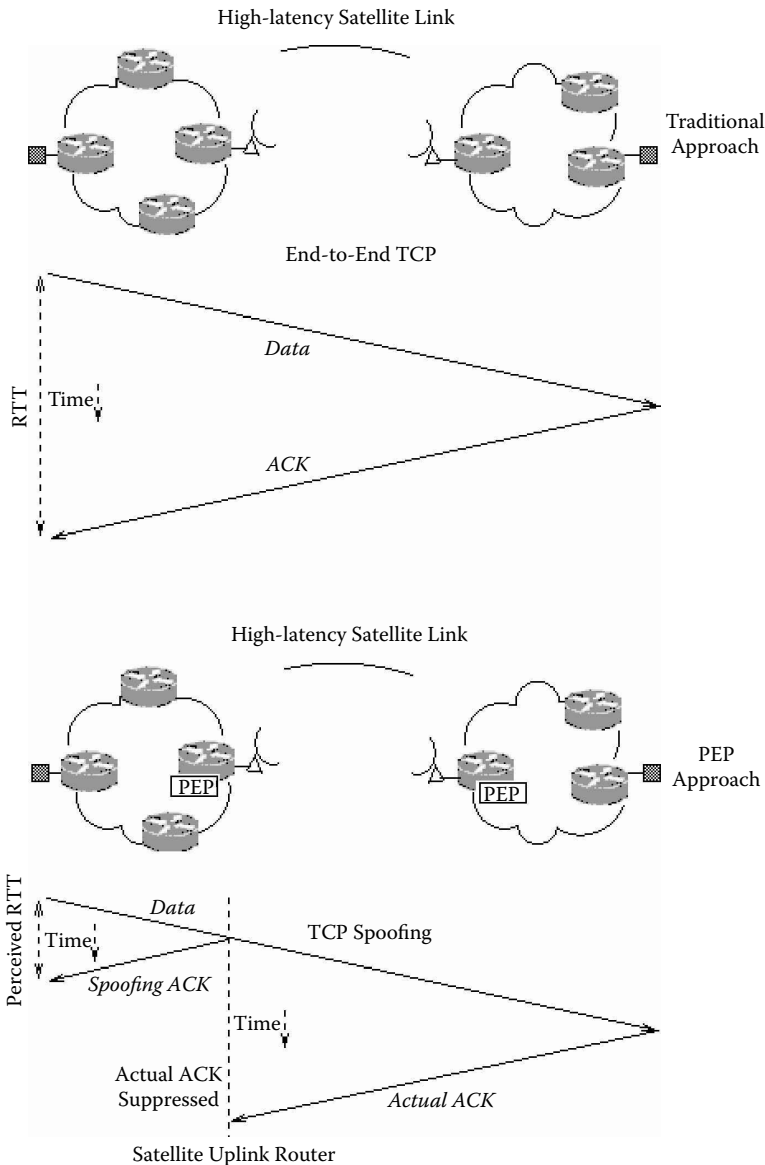 High-latency Satellite Link
Traditional
Approach
End-to-End TCP
Data
RTT
Time
ACK
High-latency Satellite Link
PEP
PEP
PEP
Approach
Perceived RTT
Data
Time
TCP Spoofing
Spoofing ACK
Time
Actual ACK
Suppressed
Actual ACK
Satellite Uplink Router